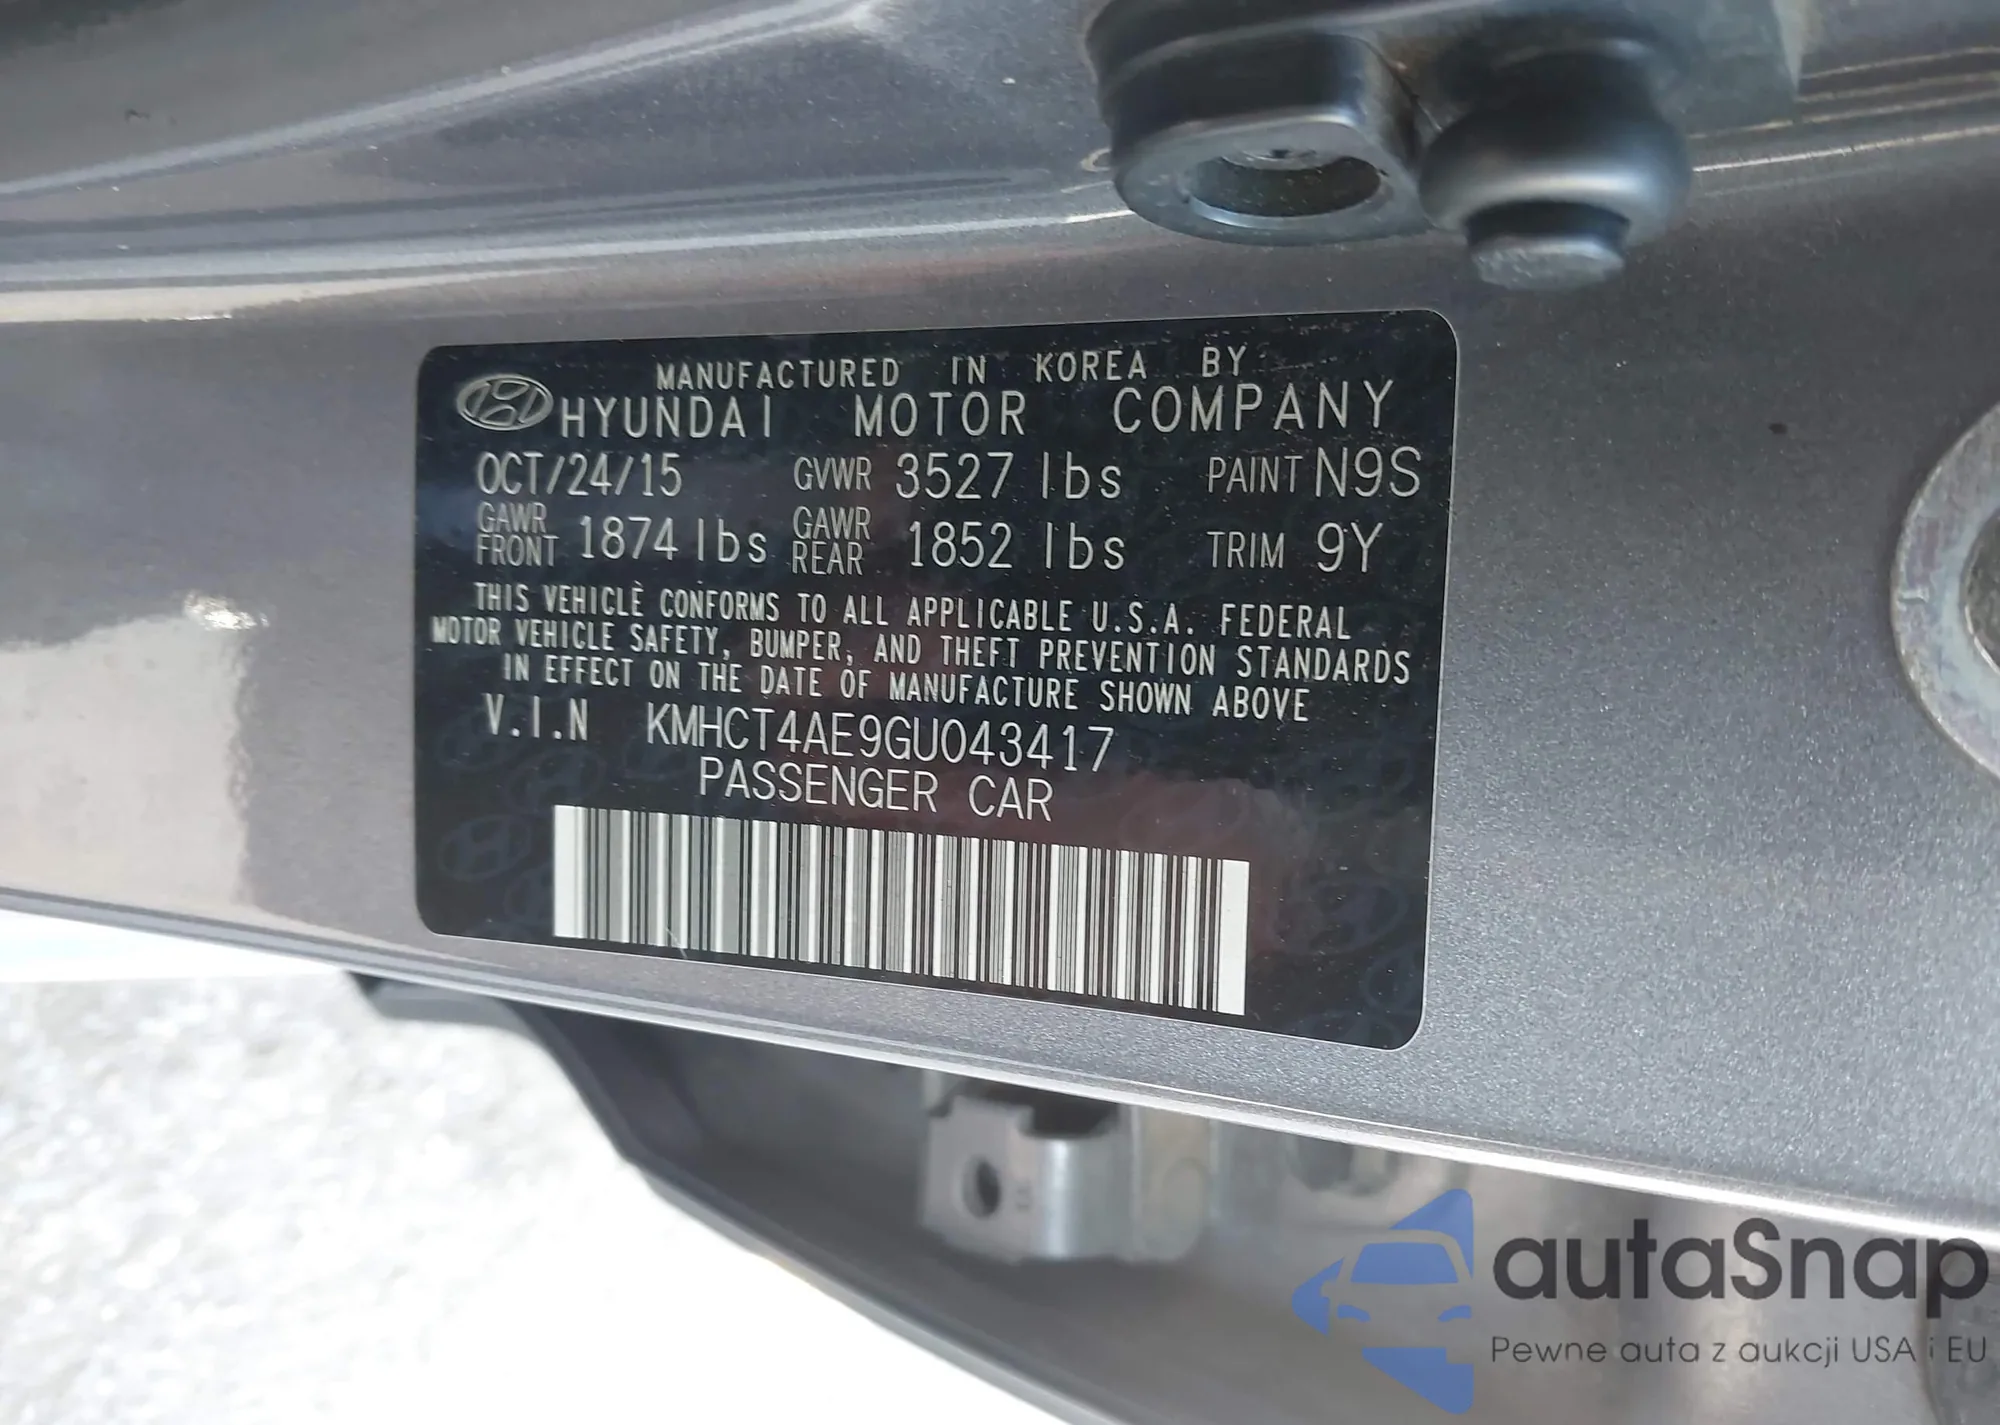 MANUFACTURED IN KOREA BY
HYUNDAI MOTOR COMPANY
OCT/24/15 GVWR 3527 lbs PAINT N9S
GAWR FRONT 1874 lbs GAWR REAR 1852 lbs TRIM 9Y
THIS VEHICLE CONFORMS TO ALL APPLICABLE U.S.A. FEDERAL
MOTOR VEHICLE SAFETY, BUMPER, AND THEFT PREVENTION STANDARDS
IN EFFECT ON THE DATE OF MANUFACTURE SHOWN ABOVE
V.I.N KMHCT4AE9GU043417
PASSENGER CAR
autaSnap
Pewne auta z aukcji USA i EU